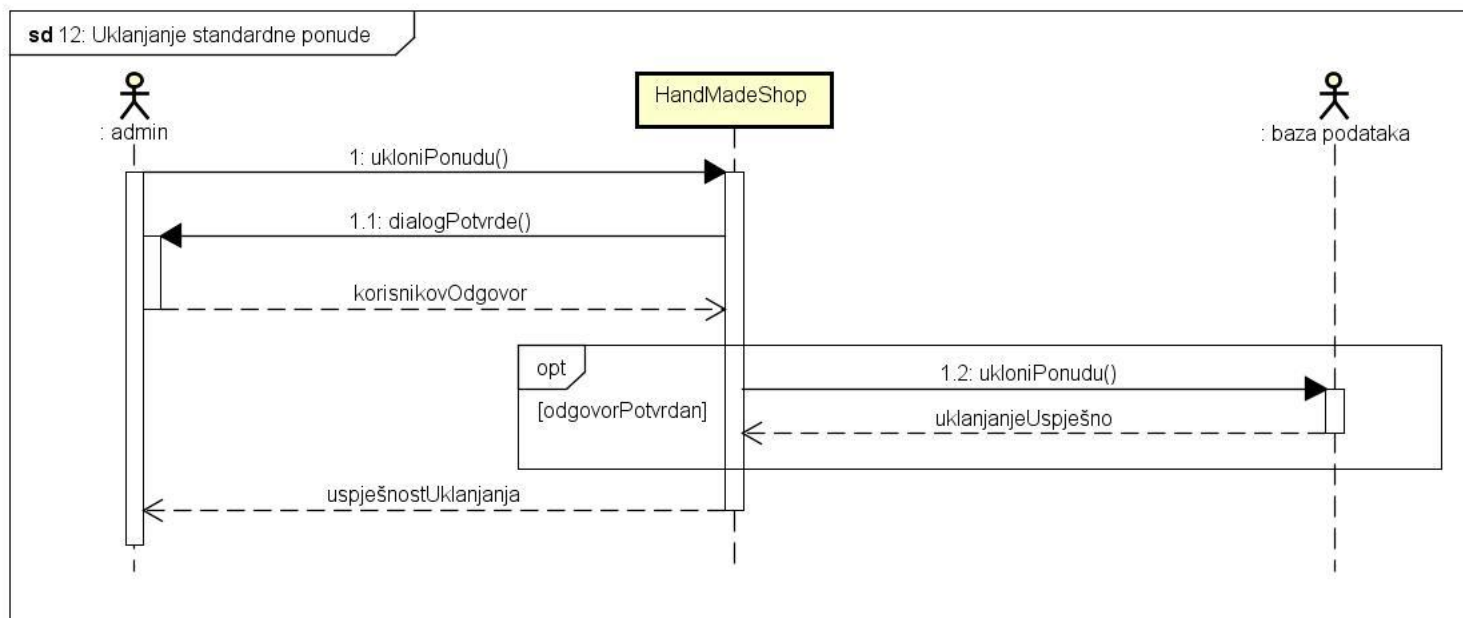 sd 12: Uklanjanje standardne ponude
: admin
HandMadeShop
: baza podataka
1: ukloniPonudu()
1.1: dialogPotvrde()
korisnikovOdgovor
opt
1.2: ukloniPonudu()
[odgovorPotvrdan]
uklanjanjeUspješno
uspješnostUklanjanja